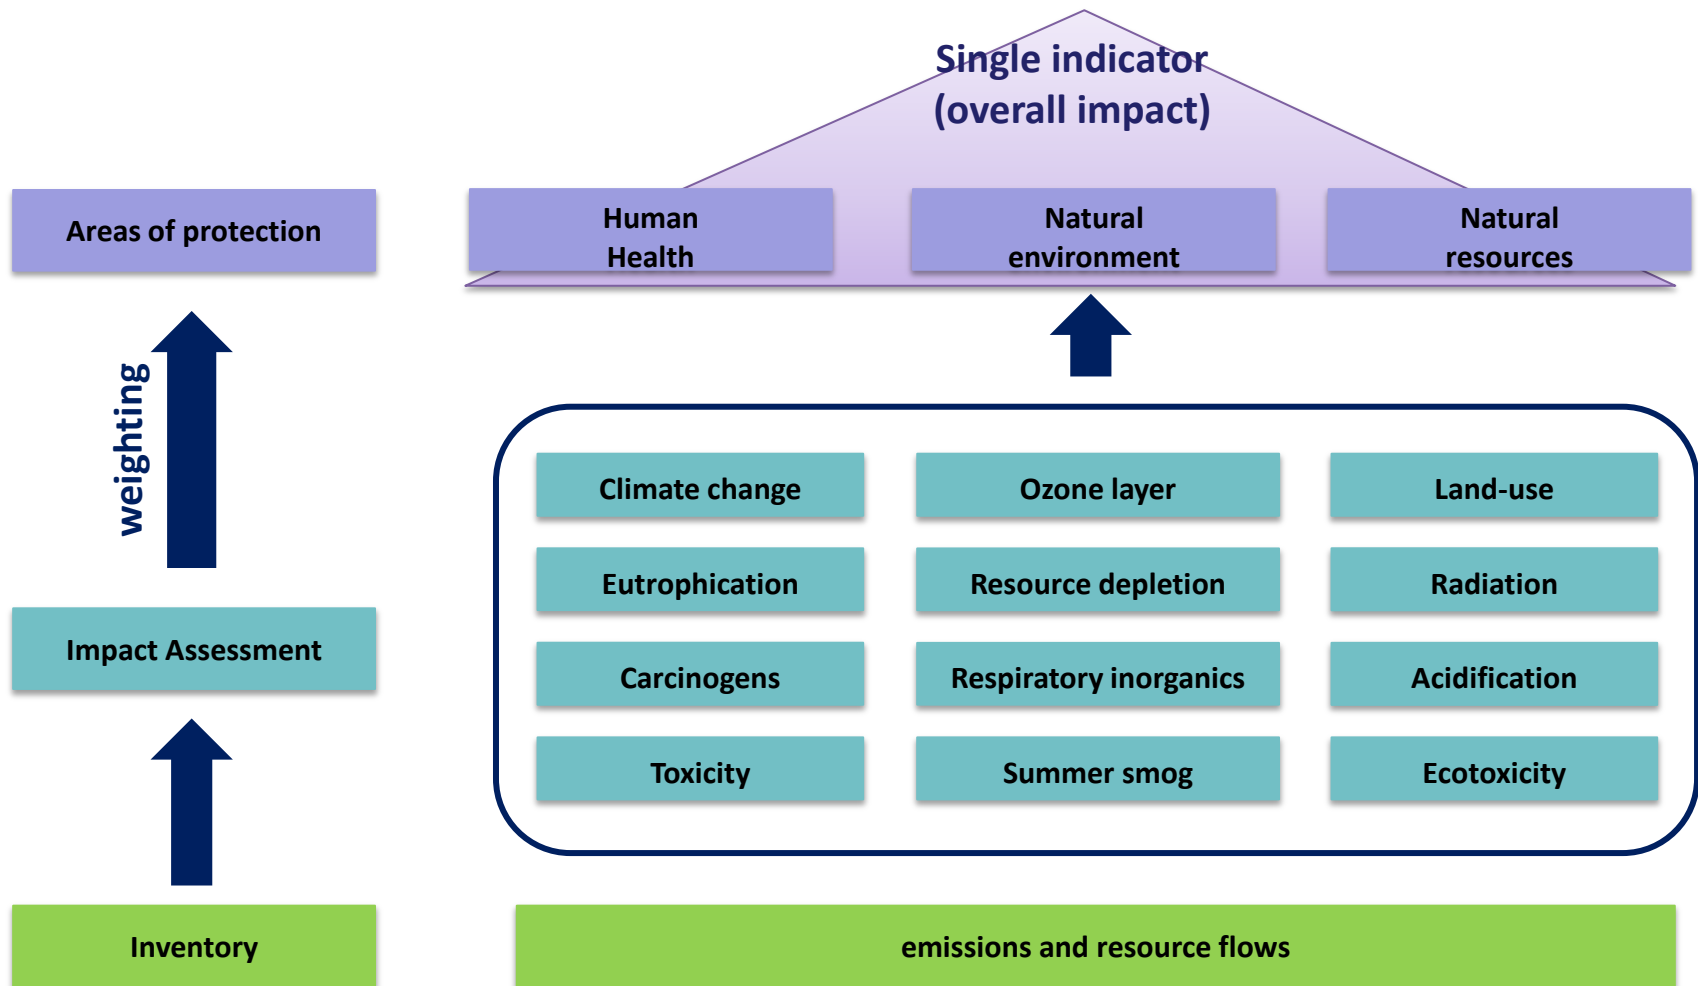 Single indicator
(overall impact)
Areas of protection
Human
Health
Natural
environment
Natural
resources
weighting
Climate change
Ozone layer
Land-use
Eutrophication
Resource depletion
Radiation
Impact Assessment
Carcinogens
Respiratory inorganics
Acidification
Toxicity
Summer smog
Ecotoxicity
Inventory
emissions and resource flows